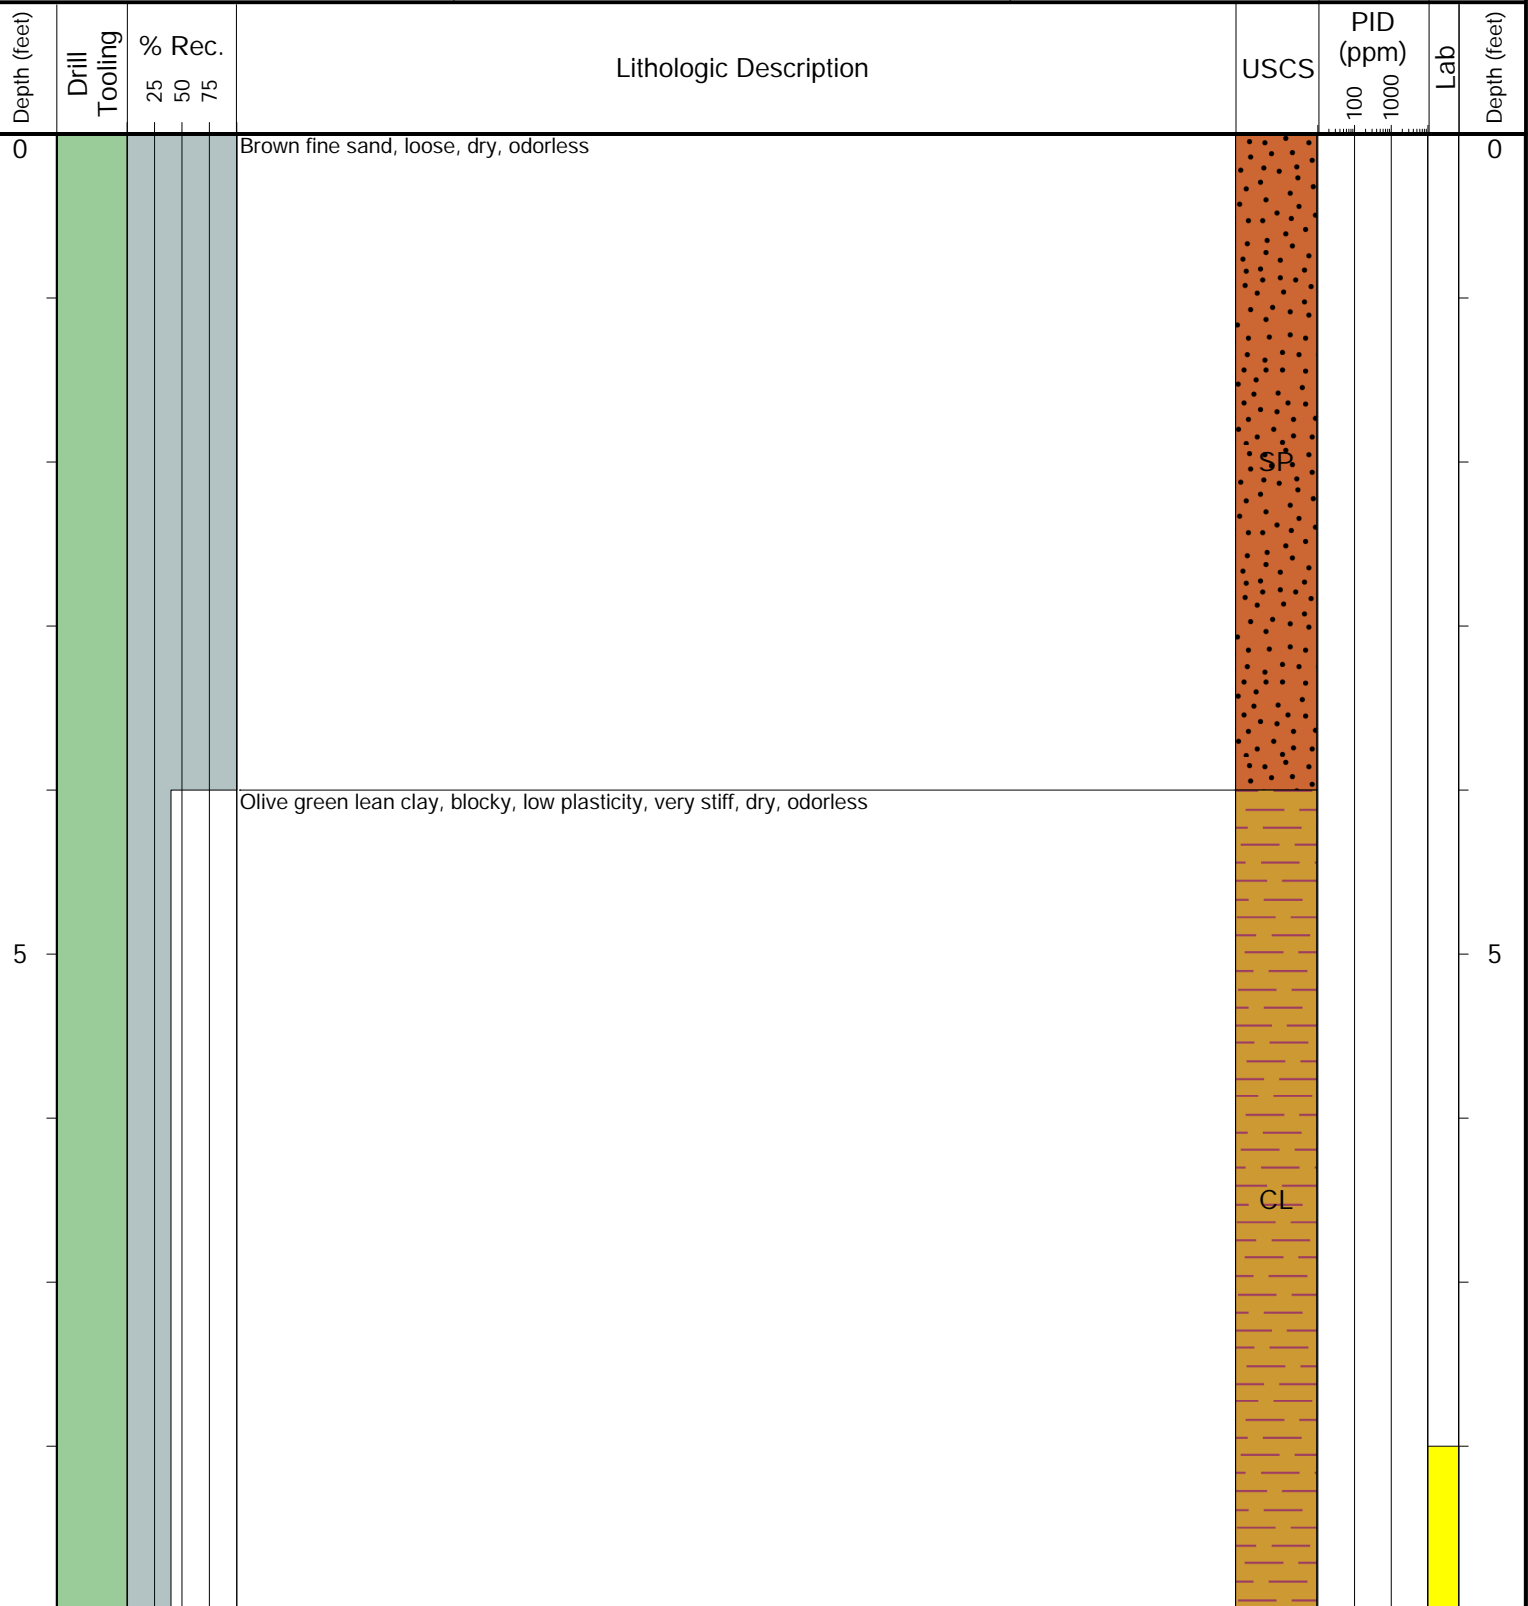 Depth (feet)
Drill
Tooling
% Rec.
25
50
75
Lithologic Description
USCS
PID
(ppm)
100
1000
Lab
Depth (feet)
0
Brown fine sand, loose, dry, odorless
0
SP
Olive green lean clay, blocky, low plasticity, very stiff, dry, odorless
5
5
CL